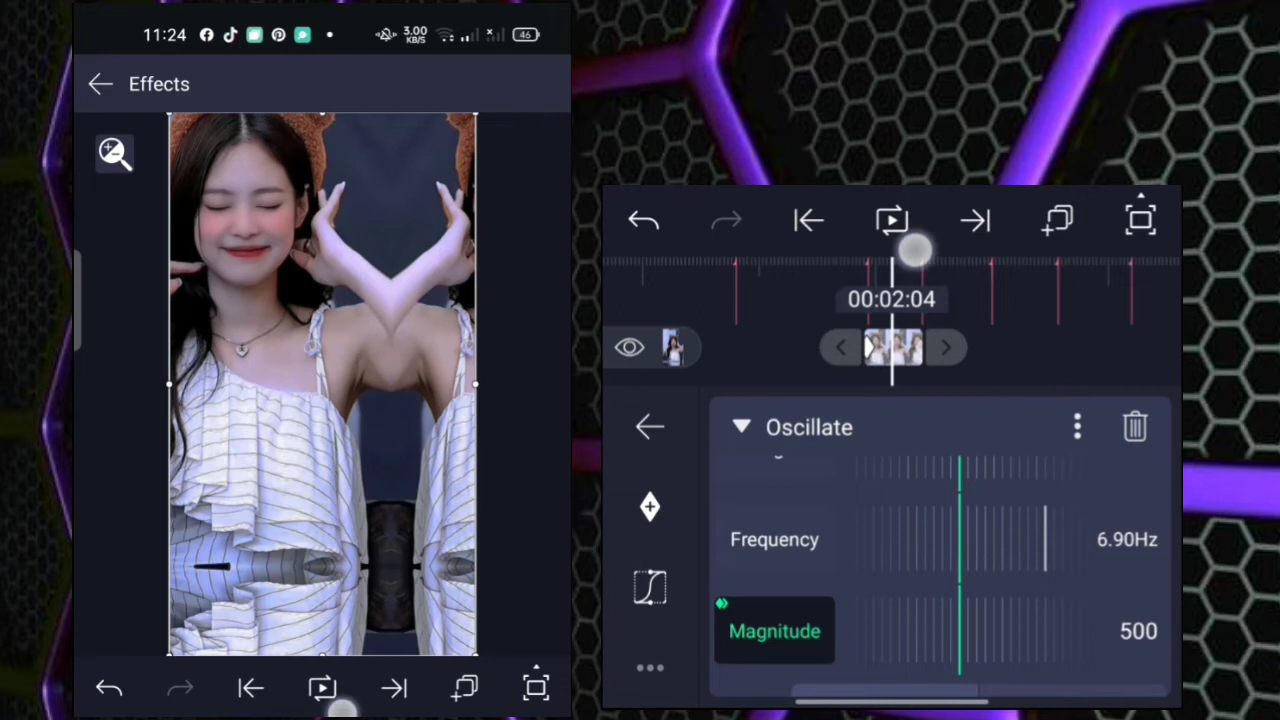 11:24
3.00
KB/S
46
Effects
00:02:04
Oscillate
Frequency
6.90Hz
Magnitude
500